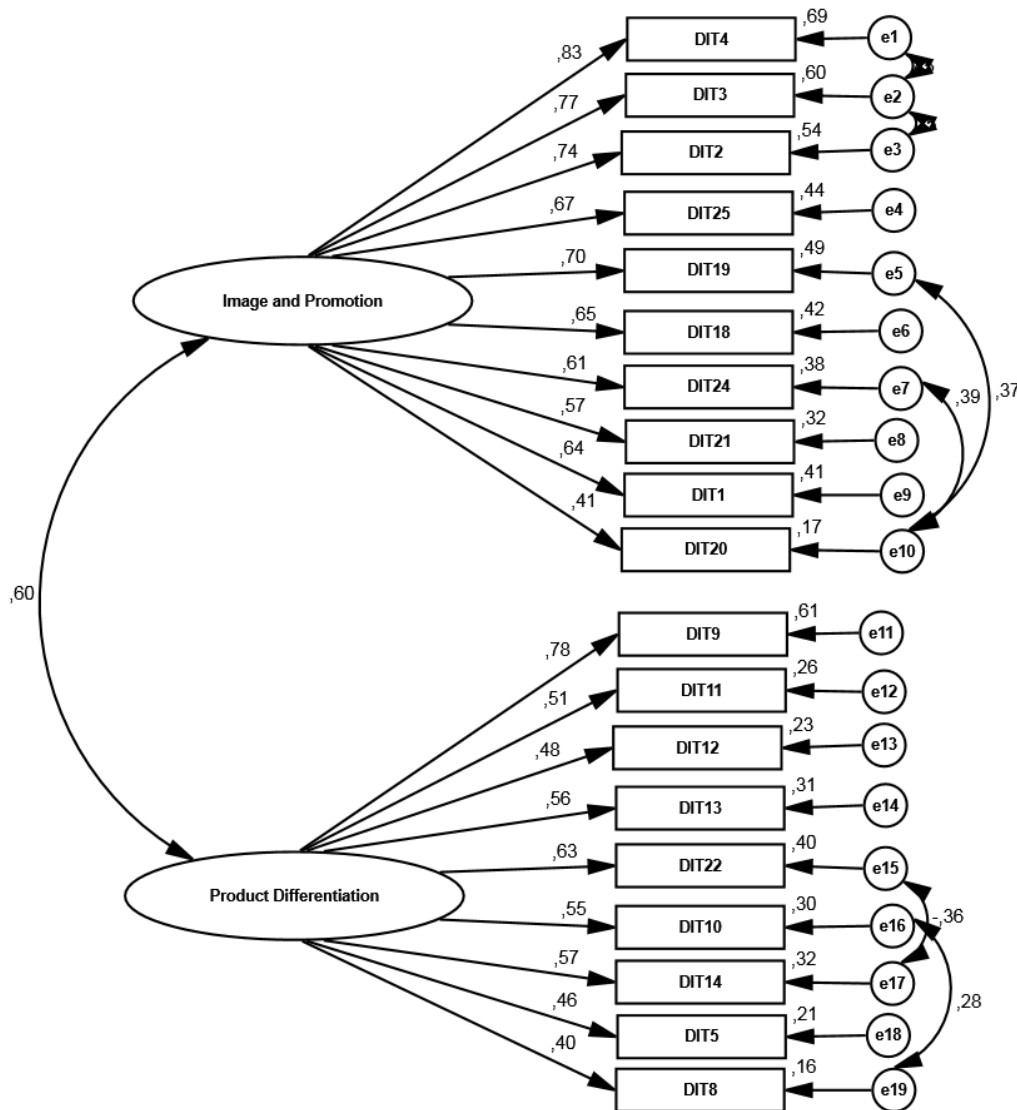 ,69
DIT4
e1
,83
,60
DIT3
e2
,77
,54
DIT2
e3
,74
,44
DIT25
e4
,67
,49
DIT19
e5
,70
Image and Promotion
,42
DIT18
e6
,65
,38
DIT24
e7
,61
,39
,37
,32
DIT21
e8
,57
,41
DIT1
e9
,64
,17
DIT20
e10
,41
,60
,61
DIT9
e11
,78
,26
DIT11
e12
,51
,23
DIT12
e13
,48
,31
DIT13
e14
,56
,40
DIT22
e15
,63
Product Differentiation
,30
DIT10
e16
-,36
,55
,32
DIT14
e17
,57
,28
,21
DIT5
e18
,46
,16
DIT8
e19
,40